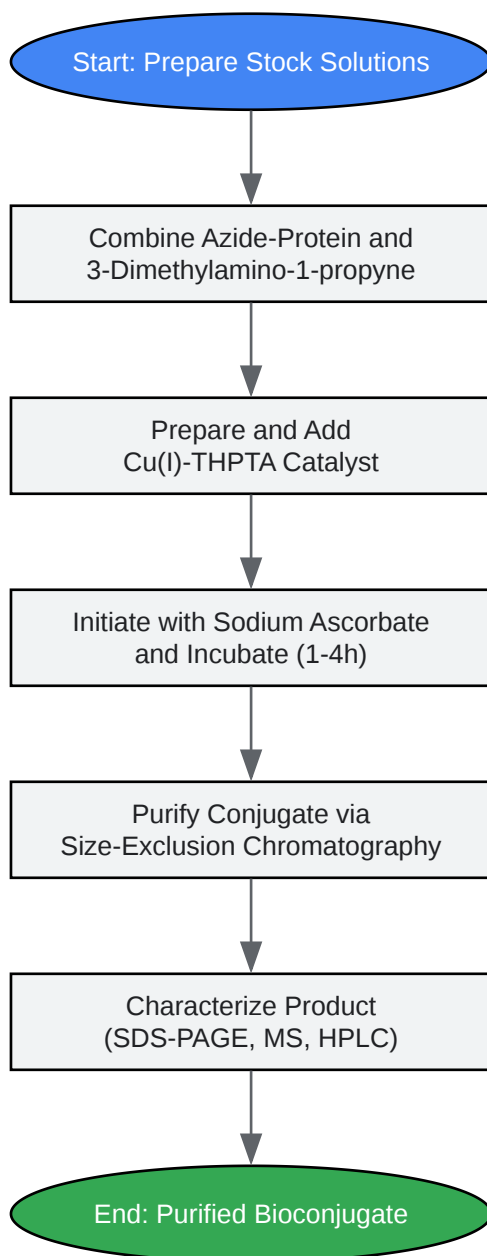 Start: Prepare Stock Solutions
Combine Azide-Protein and
3-Dimethylamino-1-propyne
Prepare and Add
Cu(I)-THPTA Catalyst
Initiate with Sodium Ascorbate
and Incubate (1-4h)
Purify Conjugate via
Size-Exclusion Chromatography
Characterize Product
(SDS-PAGE, MS, HPLC)
End: Purified Bioconjugate